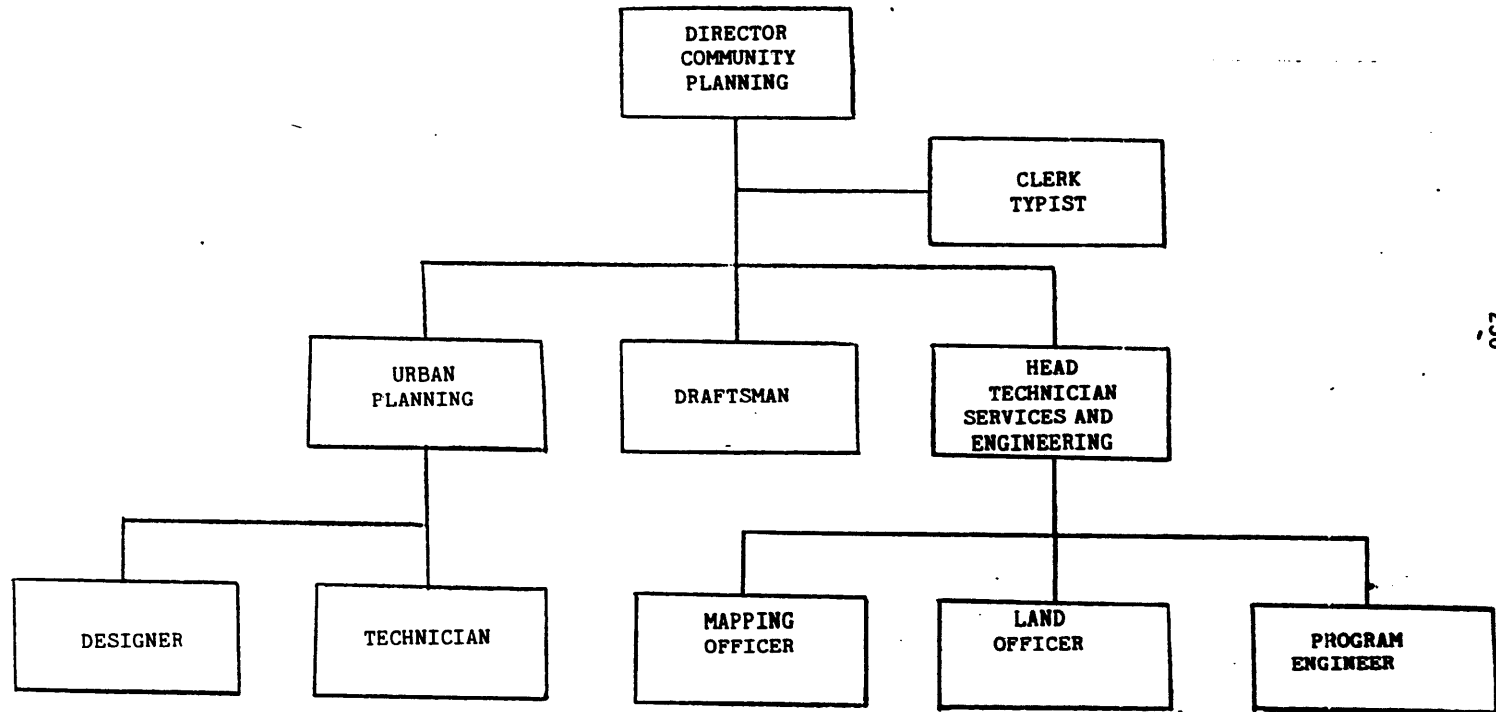 DIRECTOR
COMMUNITY
PLANNING
CLERK
TYPIST
URBAN
PLANNING
DRAFTSMAN
HEAD
TECHNICIAN
SERVICES AND
ENGINEERING
DESIGNER
TECHNICIAN
MAPPING
OFFICER
LAND
OFFICER
PROGRAM
ENGINEER